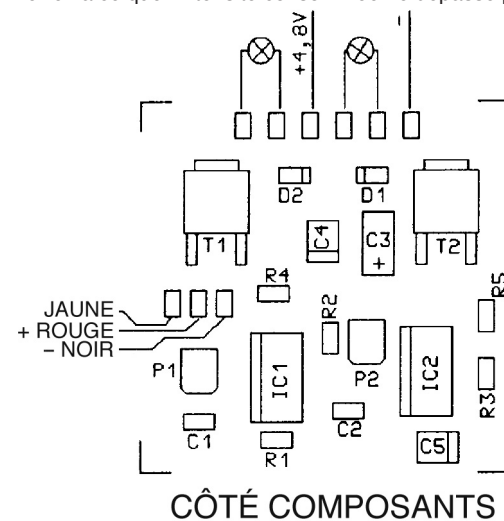 +4,8V
-
D2
D1
T1
C4
C3
+
T2
R4
R5
JAUNE
+ ROUGE
– NOIR
R2
P1
IC1
P2
IC2
R3
C1
C2
R1
C5
CÔTÉ COMPOSANTS